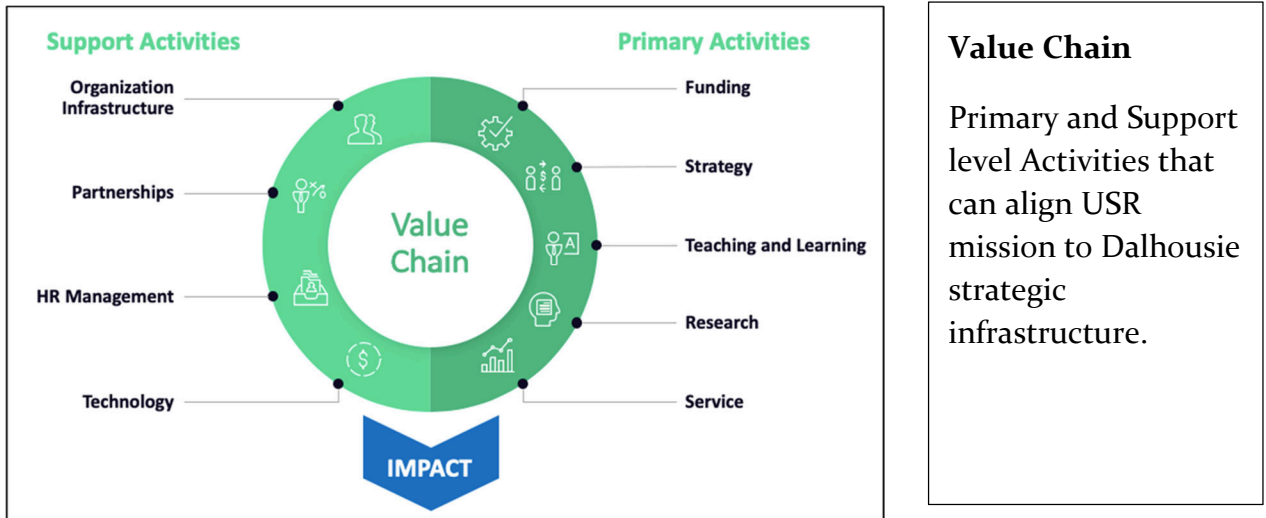 Support Activities
Primary Activities
Organization
Infrastructure
Partnerships
HR Management
Technology
Value
Chain
Funding
Strategy
Teaching and Learning
Research
Service
IMPACT
Value Chain
Primary and Support
level Activities that
can align USR
mission to Dalhousie
strategic
infrastructure.